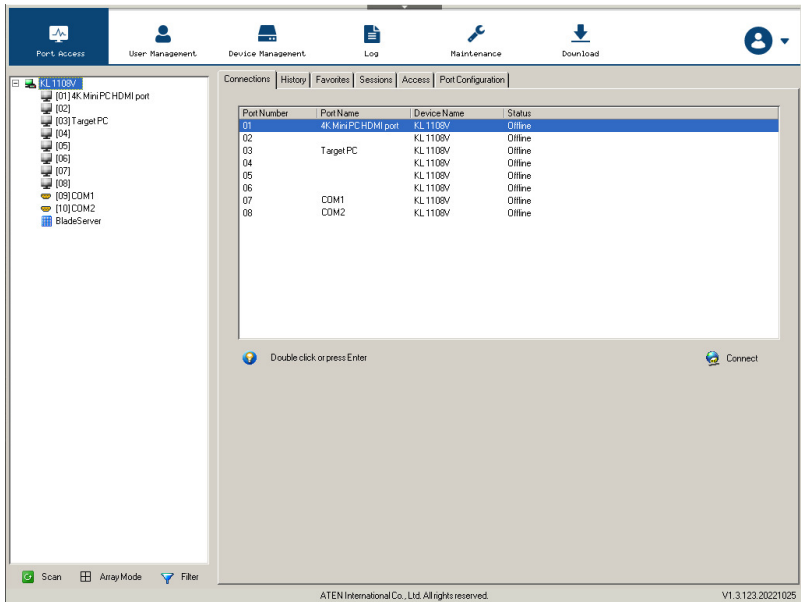 Port Access User Management Device Management Log Maintenance Download
KL1108V
[01]4K Mini PC HDMI port
[02]
[03]Target PC
[04]
[05]
[06]
[07]
[08]
[09]COM1
[10]COM2
BladeServer
Scan Array Mode Filter
Connections History Favorites Sessions Access Port Configuration
Port Number Port Name Device Name Status
01 4K Mini PC HDMI port KL1108V Offline
02 KL1108V Offline
03 Target PC KL1108V Offline
04 KL1108V Offline
05 KL1108V Offline
06 KL1108V Offline
07 COM1 KL1108V Offline
08 COM2 KL1108V Offline
Double click or press Enter Connect
ATEN International Co., Ltd. All rights reserved. V1.3.123.20221025